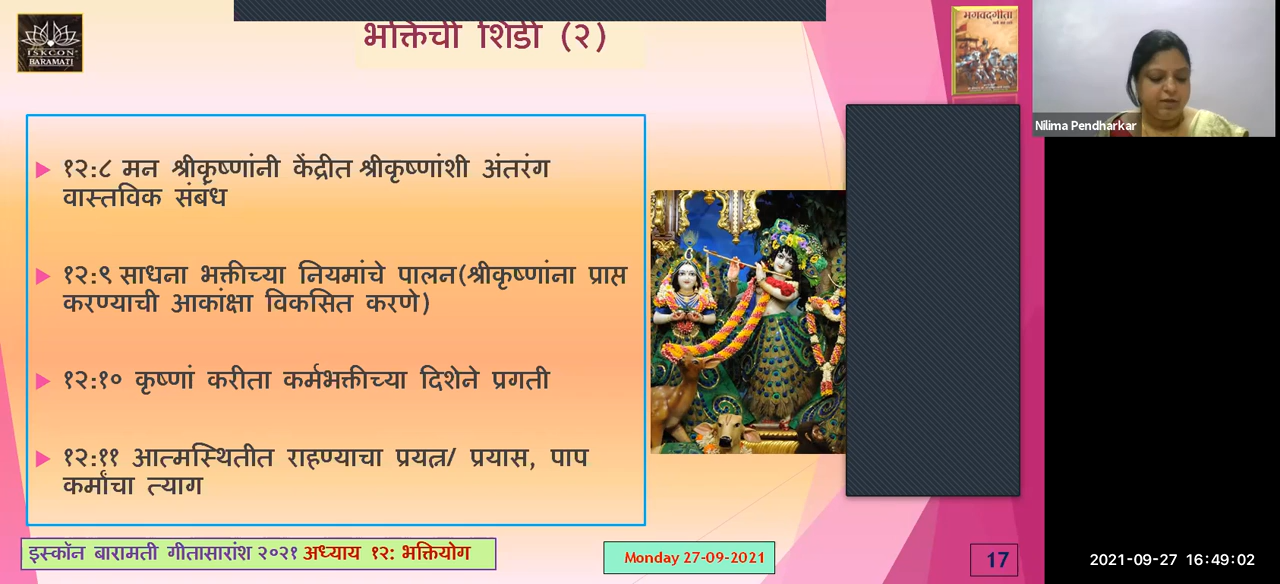 भक्तिची शिडी (२)
ISKCON
BARAMATI
भगवद्‌गीता
Nilima Pendharkar
१२:८ मन श्रीकृष्णांनी केंद्रीत श्रीकृष्णांशी अंतरंग
वास्तविक संबंध
१२:९ साधना भक्तीच्या नियमांचे पालन(श्रीकृष्णांना प्राप्त
करण्याची आकांक्षा विकसित करणे)
१२:१० कृष्णां करीता कर्मभक्तीच्या दिशेने प्रगती
१२:११ आत्मस्थितीत राहण्याचा प्रयत्न/ प्रयास, पाप
कर्मांचा त्याग
इस्कॉन बारामती गीतासारांश २०२१ अध्याय १२: भक्तियोग
Monday 27-09-2021
17
2021-09-27 16:49:02